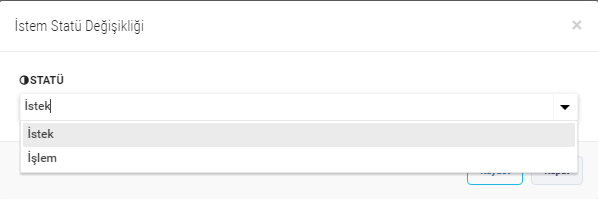 İstem Statü Değişikliği
×
STATÜ
İstek
İstek
İşlem